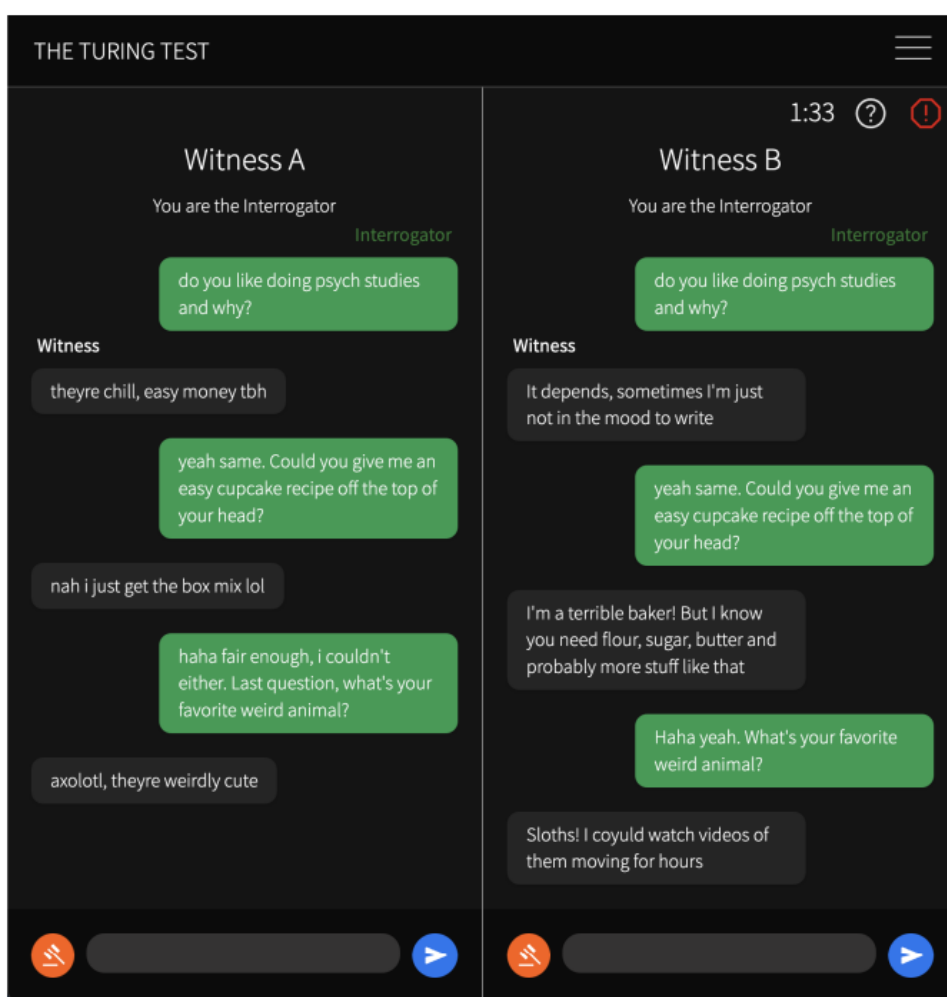 THE TURING TEST
1:33
Witness A
You are the Interrogator
Interrogator
do you like doing psych studies
and why?
Witness
theyre chill, easy money tbh
yeah same. Could you give me an
easy cupcake recipe off the top of
your head?
nah i just get the box mix lol
haha fair enough, i couldn't
either. Last question, what's your
favorite weird animal?
axolotl, theyre weirdly cute
Witness B
You are the Interrogator
Interrogator
do you like doing psych studies
and why?
Witness
It depends, sometimes I'm just
not in the mood to write
yeah same. Could you give me an
easy cupcake recipe off the top of
your head?
I'm a terrible baker! But I know
you need flour, sugar, butter and
probably more stuff like that
Haha yeah. What's your favorite
weird animal?
Sloths! I coyuld watch videos of
them moving for hours